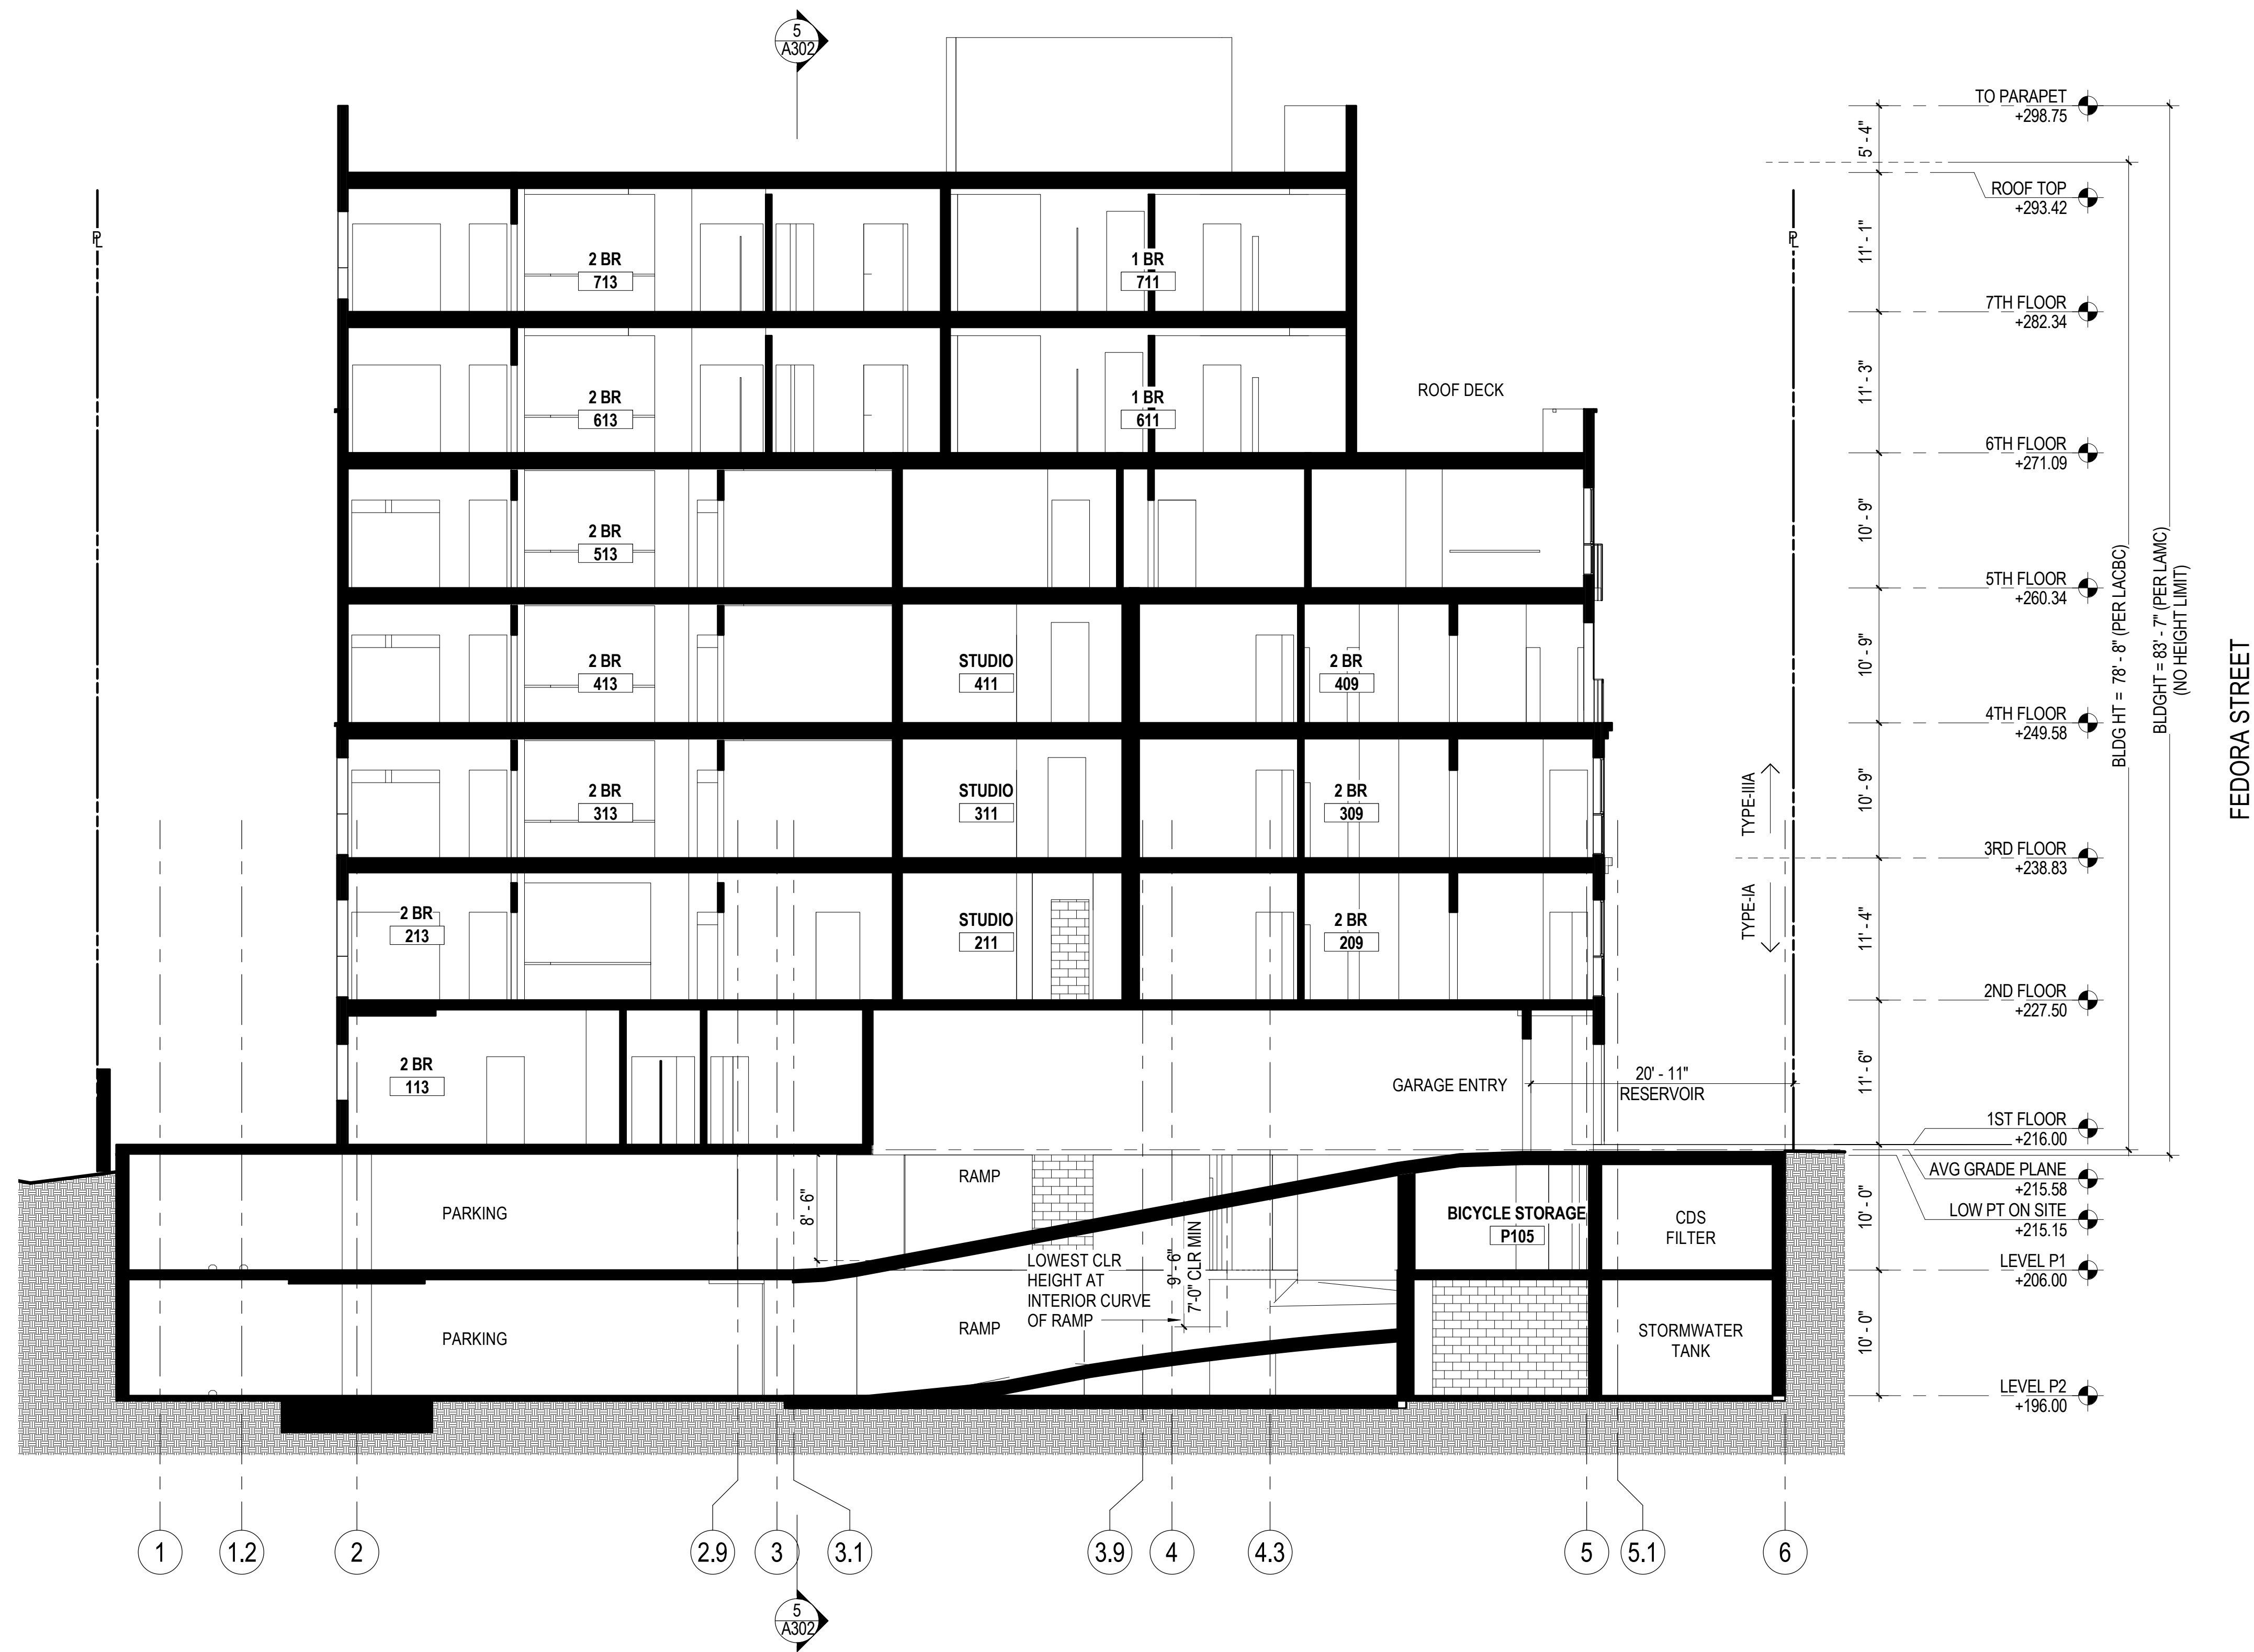 5
A302
TO PARAPET
+298.75
5' - 4"
ROOF TOP
+293.42
11' - 1"
PL
PL
2 BR
713
1 BR
711
7TH FLOOR
+282.34
11' - 3"
2 BR
613
1 BR
611
ROOF DECK
6TH FLOOR
+271.09
10' - 9"
2 BR
513
5TH FLOOR
+260.34
10' - 9"
2 BR
413
STUDIO
411
2 BR
409
4TH FLOOR
+249.58
10' - 9"
2 BR
313
STUDIO
311
2 BR
309
TYPE-IIIA
3RD FLOOR
+238.83
TYPE-IA
11' - 4"
2 BR
213
STUDIO
211
2 BR
209
2ND FLOOR
+227.50
11' - 6"
2 BR
113
GARAGE ENTRY
20' - 11"
RESERVOIR
1ST FLOOR
+216.00
AVG GRADE PLANE
+215.58
LOW PT ON SITE
+215.15
BLDG HT = 78' - 8" (PER LACBC)
BLDGHT = 83' - 7" (PER LAMC)
(NO HEIGHT LIMIT)
FEDORA STREET
PARKING
8' - 6"
RAMP
BICYCLE STORAGE
P105
CDS
FILTER
10' - 0"
LEVEL P1
+206.00
LOWEST CLR
HEIGHT AT
INTERIOR CURVE
OF RAMP
9' - 6"
7'-0" CLR MIN
PARKING
RAMP
STORMWATER
TANK
10' - 0"
LEVEL P2
+196.00
1
1.2
2
2.9
3
3.1
3.9
4
4.3
5
5.1
6
5
A302